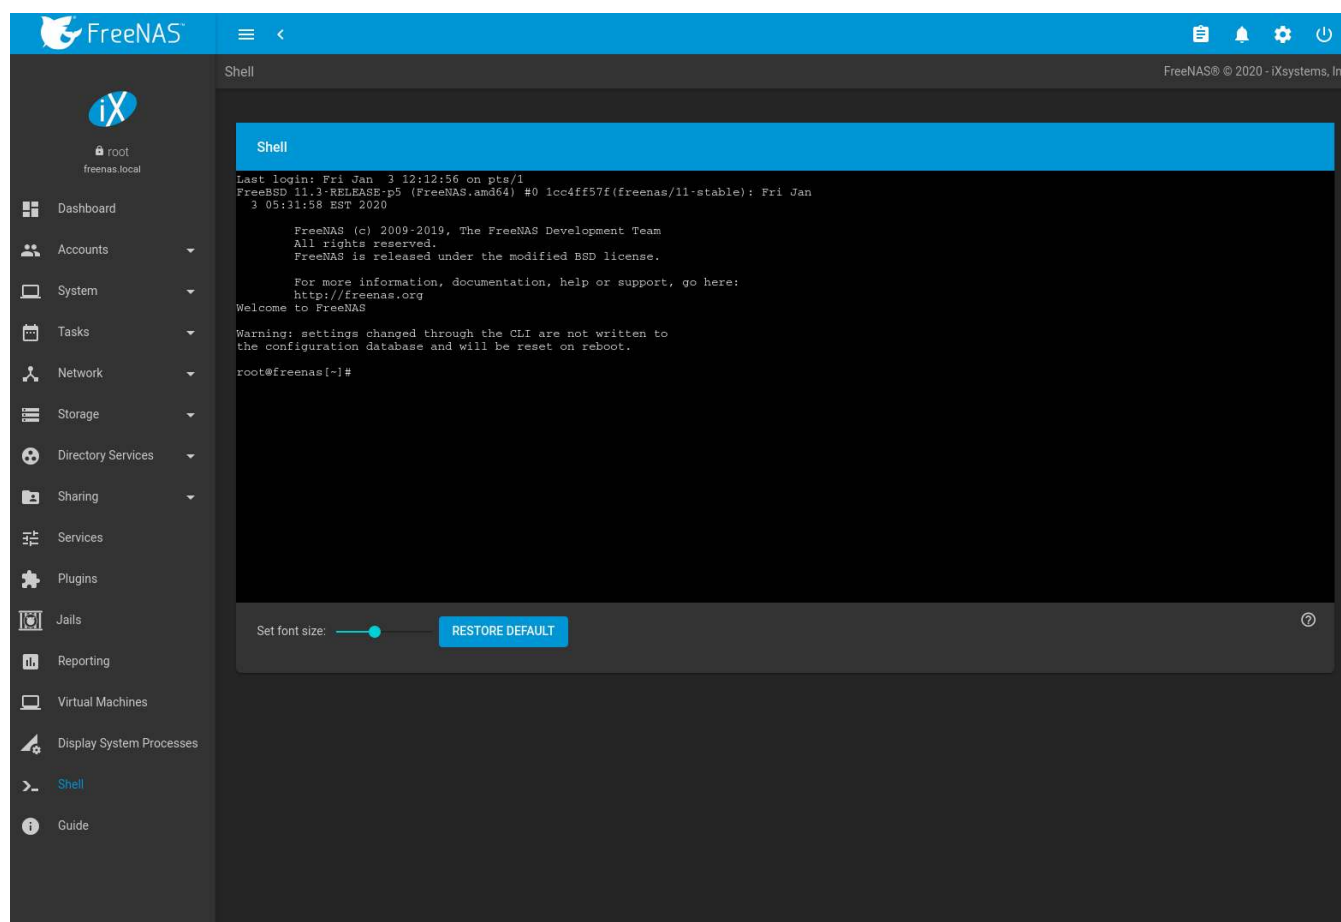 FreeNAS™
Shell
FreeNAS® © 2020 - iXsystems, In
iX
root
freenas.local
Dashboard
Accounts
System
Tasks
Network
Storage
Directory Services
Sharing
Services
Plugins
Jails
Reporting
Virtual Machines
Display System Processes
Shell
Guide
Shell
Last login: Fri Jan  3 12:12:56 on pts/1
FreeBSD 11.3-RELEASE-p5 (FreeNAS.amd64) #0 1cc4ff57f(freenas/11-stable): Fri Jan
3 05:31:58 EST 2020
FreeNAS (c) 2009-2019, The FreeNAS Development Team
All rights reserved.
FreeNAS is released under the modified BSD license.
For more information, documentation, help or support, go here:
http://freenas.org
Welcome to FreeNAS
Warning: settings changed through the CLI are not written to
the configuration database and will be reset on reboot.
root@freenas[~]#
Set font size:
RESTORE DEFAULT